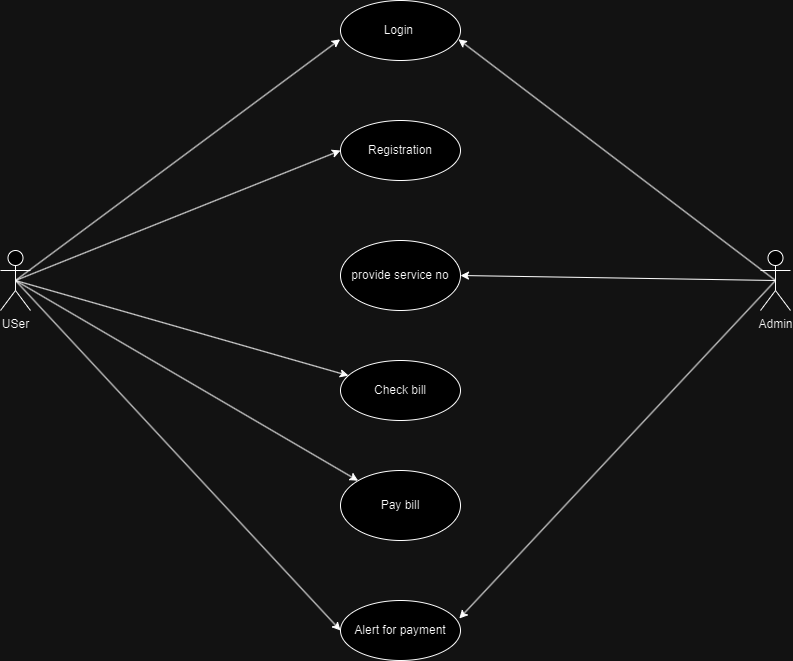 Login
Registration
provide service no
USer
Admin
Check bill
Pay bill
Alert for payment